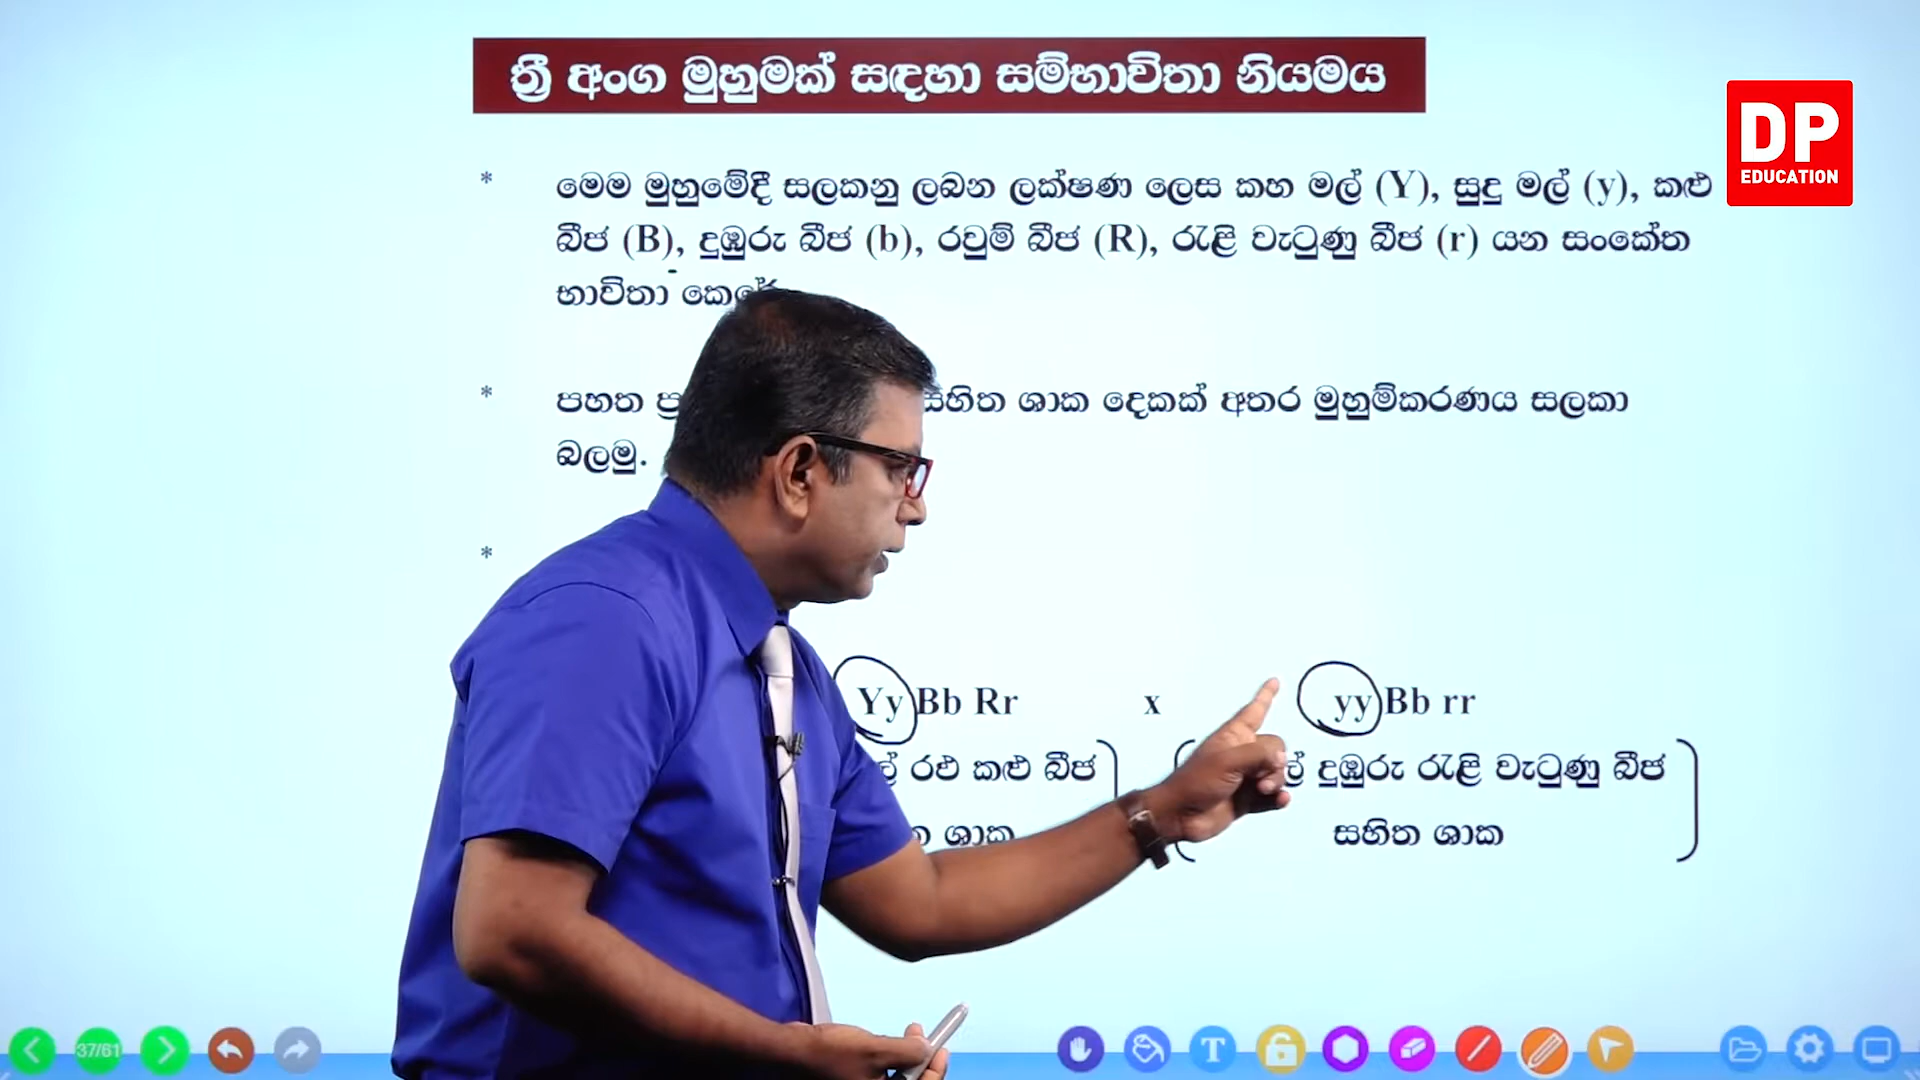 ත්‍රී අංග මුහුමක් සඳහා සම්භාවිතා නියමය
DP
EDUCATION
* මෙම මුහුමේදී සලකනු ලබන ලක්ෂණ ලෙස කහ මල් (Y), සුදු මල් (y), කළු
බීජ (B), දුඹුරු බීජ (b), රවුම් බීජ (R), රැළි වැටුණු බීජ (r) යන සංකේත
භාවිතා
* පහත සහිත ශාක දෙකක් අතර මුහුම්කරණය සලකා
බලමු.
*
Yy Bb Rr x yy Bb rr
රළු කළු බීජ දුඹුරු රැළි වැටුණු බීජ
ශාක සහිත ශාක
37/61
T